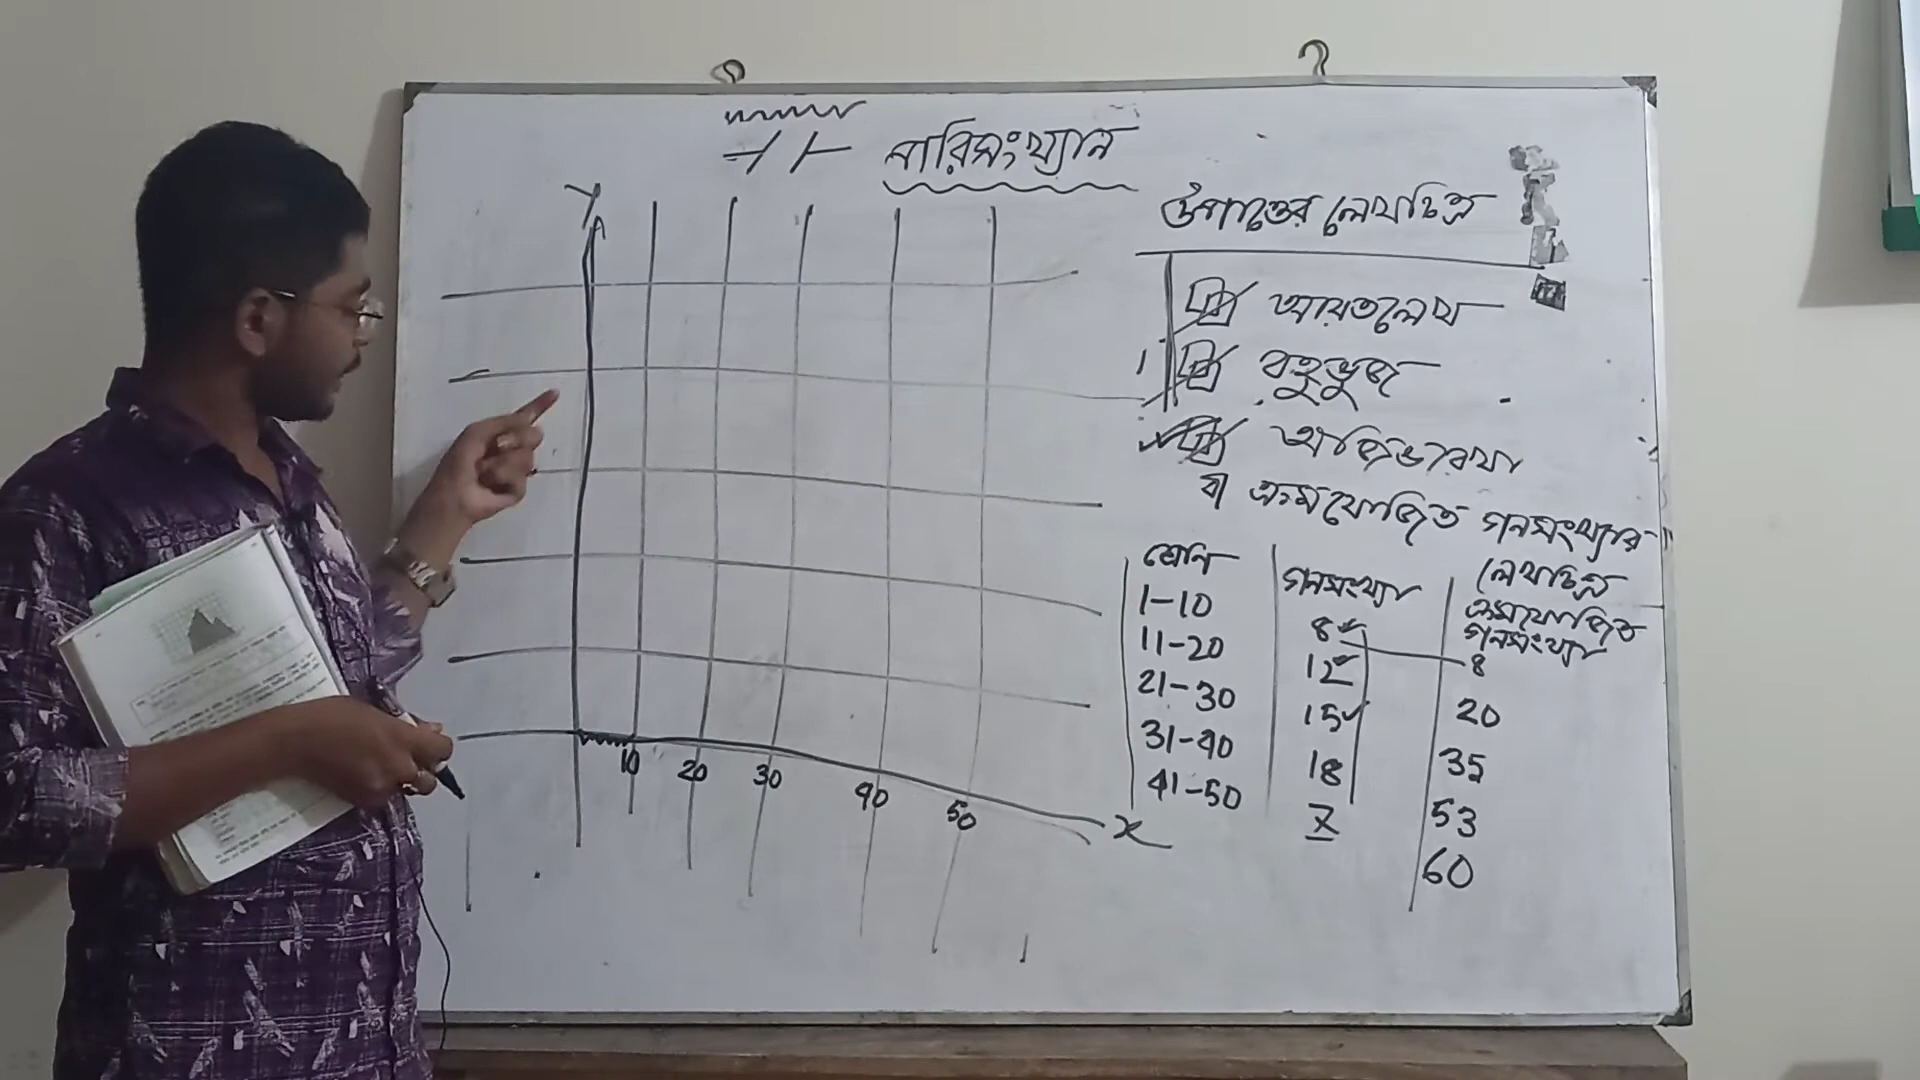 পরিসংখ্যান
উপাত্তের লেখচিত্র
আয়তলেখ
বহুভুজ
অজিভরেখা
বা ক্রমযোজিত গনসংখ্যার
লেখচিত্র
শ্রেনি
গনসংখ্যা
ক্রমযোজিত
গনসংখ্যা
1-10
8
8
11-20
12
20
21-30
15
35
31-40
18
53
41-50
7
60
Y
10
20
30
40
50
x